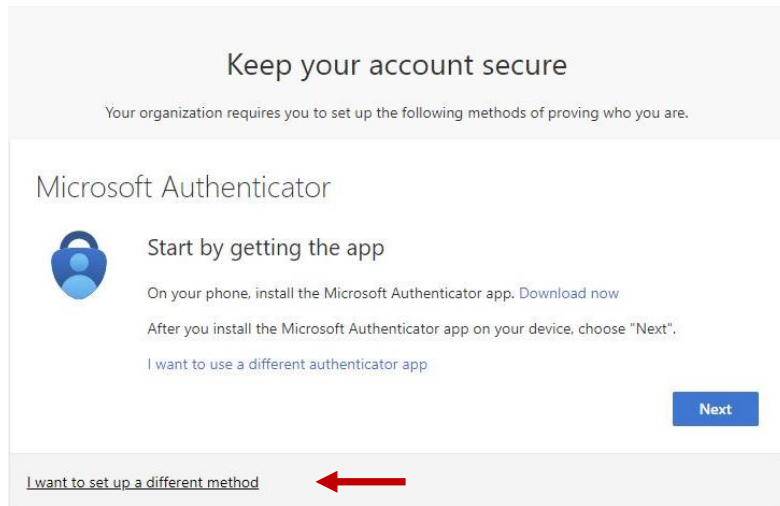 Keep your account secure
Your organization requires you to set up the following methods of proving who you are.
Microsoft Authenticator
Start by getting the app
On your phone, install the Microsoft Authenticator app. Download now
After you install the Microsoft Authenticator app on your device, choose "Next".
I want to use a different authenticator app
Next
I want to set up a different method